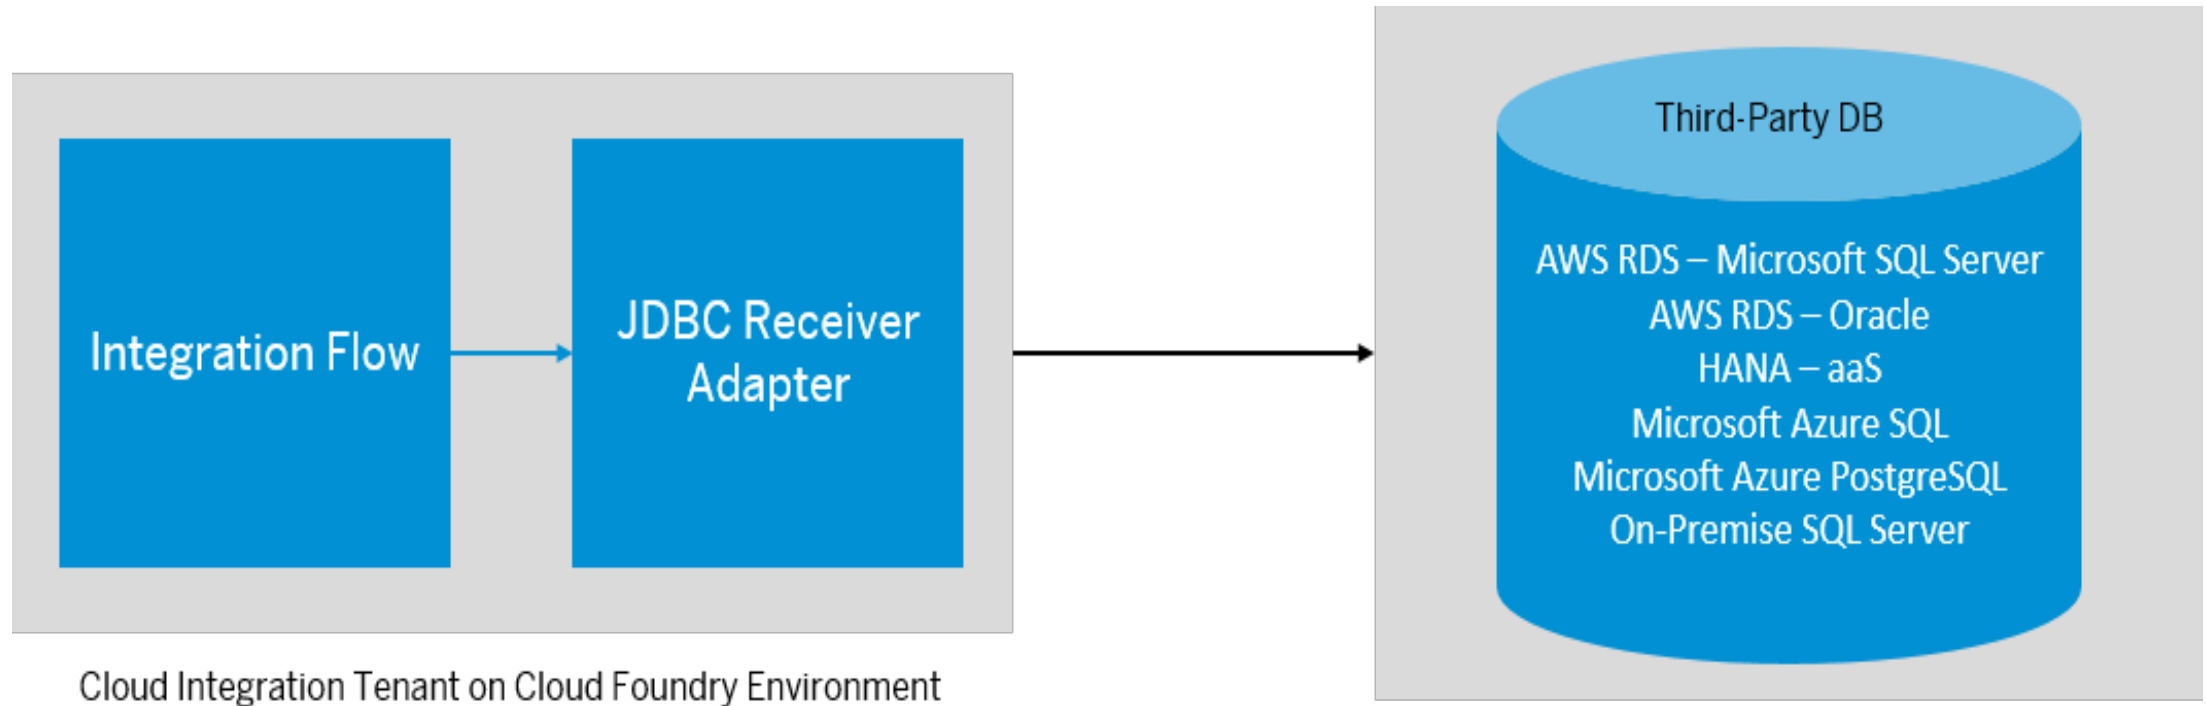 Integration Flow
JDBC Receiver
Adapter
Cloud Integration Tenant on Cloud Foundry Environment
Third-Party DB
AWS RDS – Microsoft SQL Server
AWS RDS – Oracle
HANA – aaS
Microsoft Azure SQL
Microsoft Azure PostgreSQL
On-Premise SQL Server